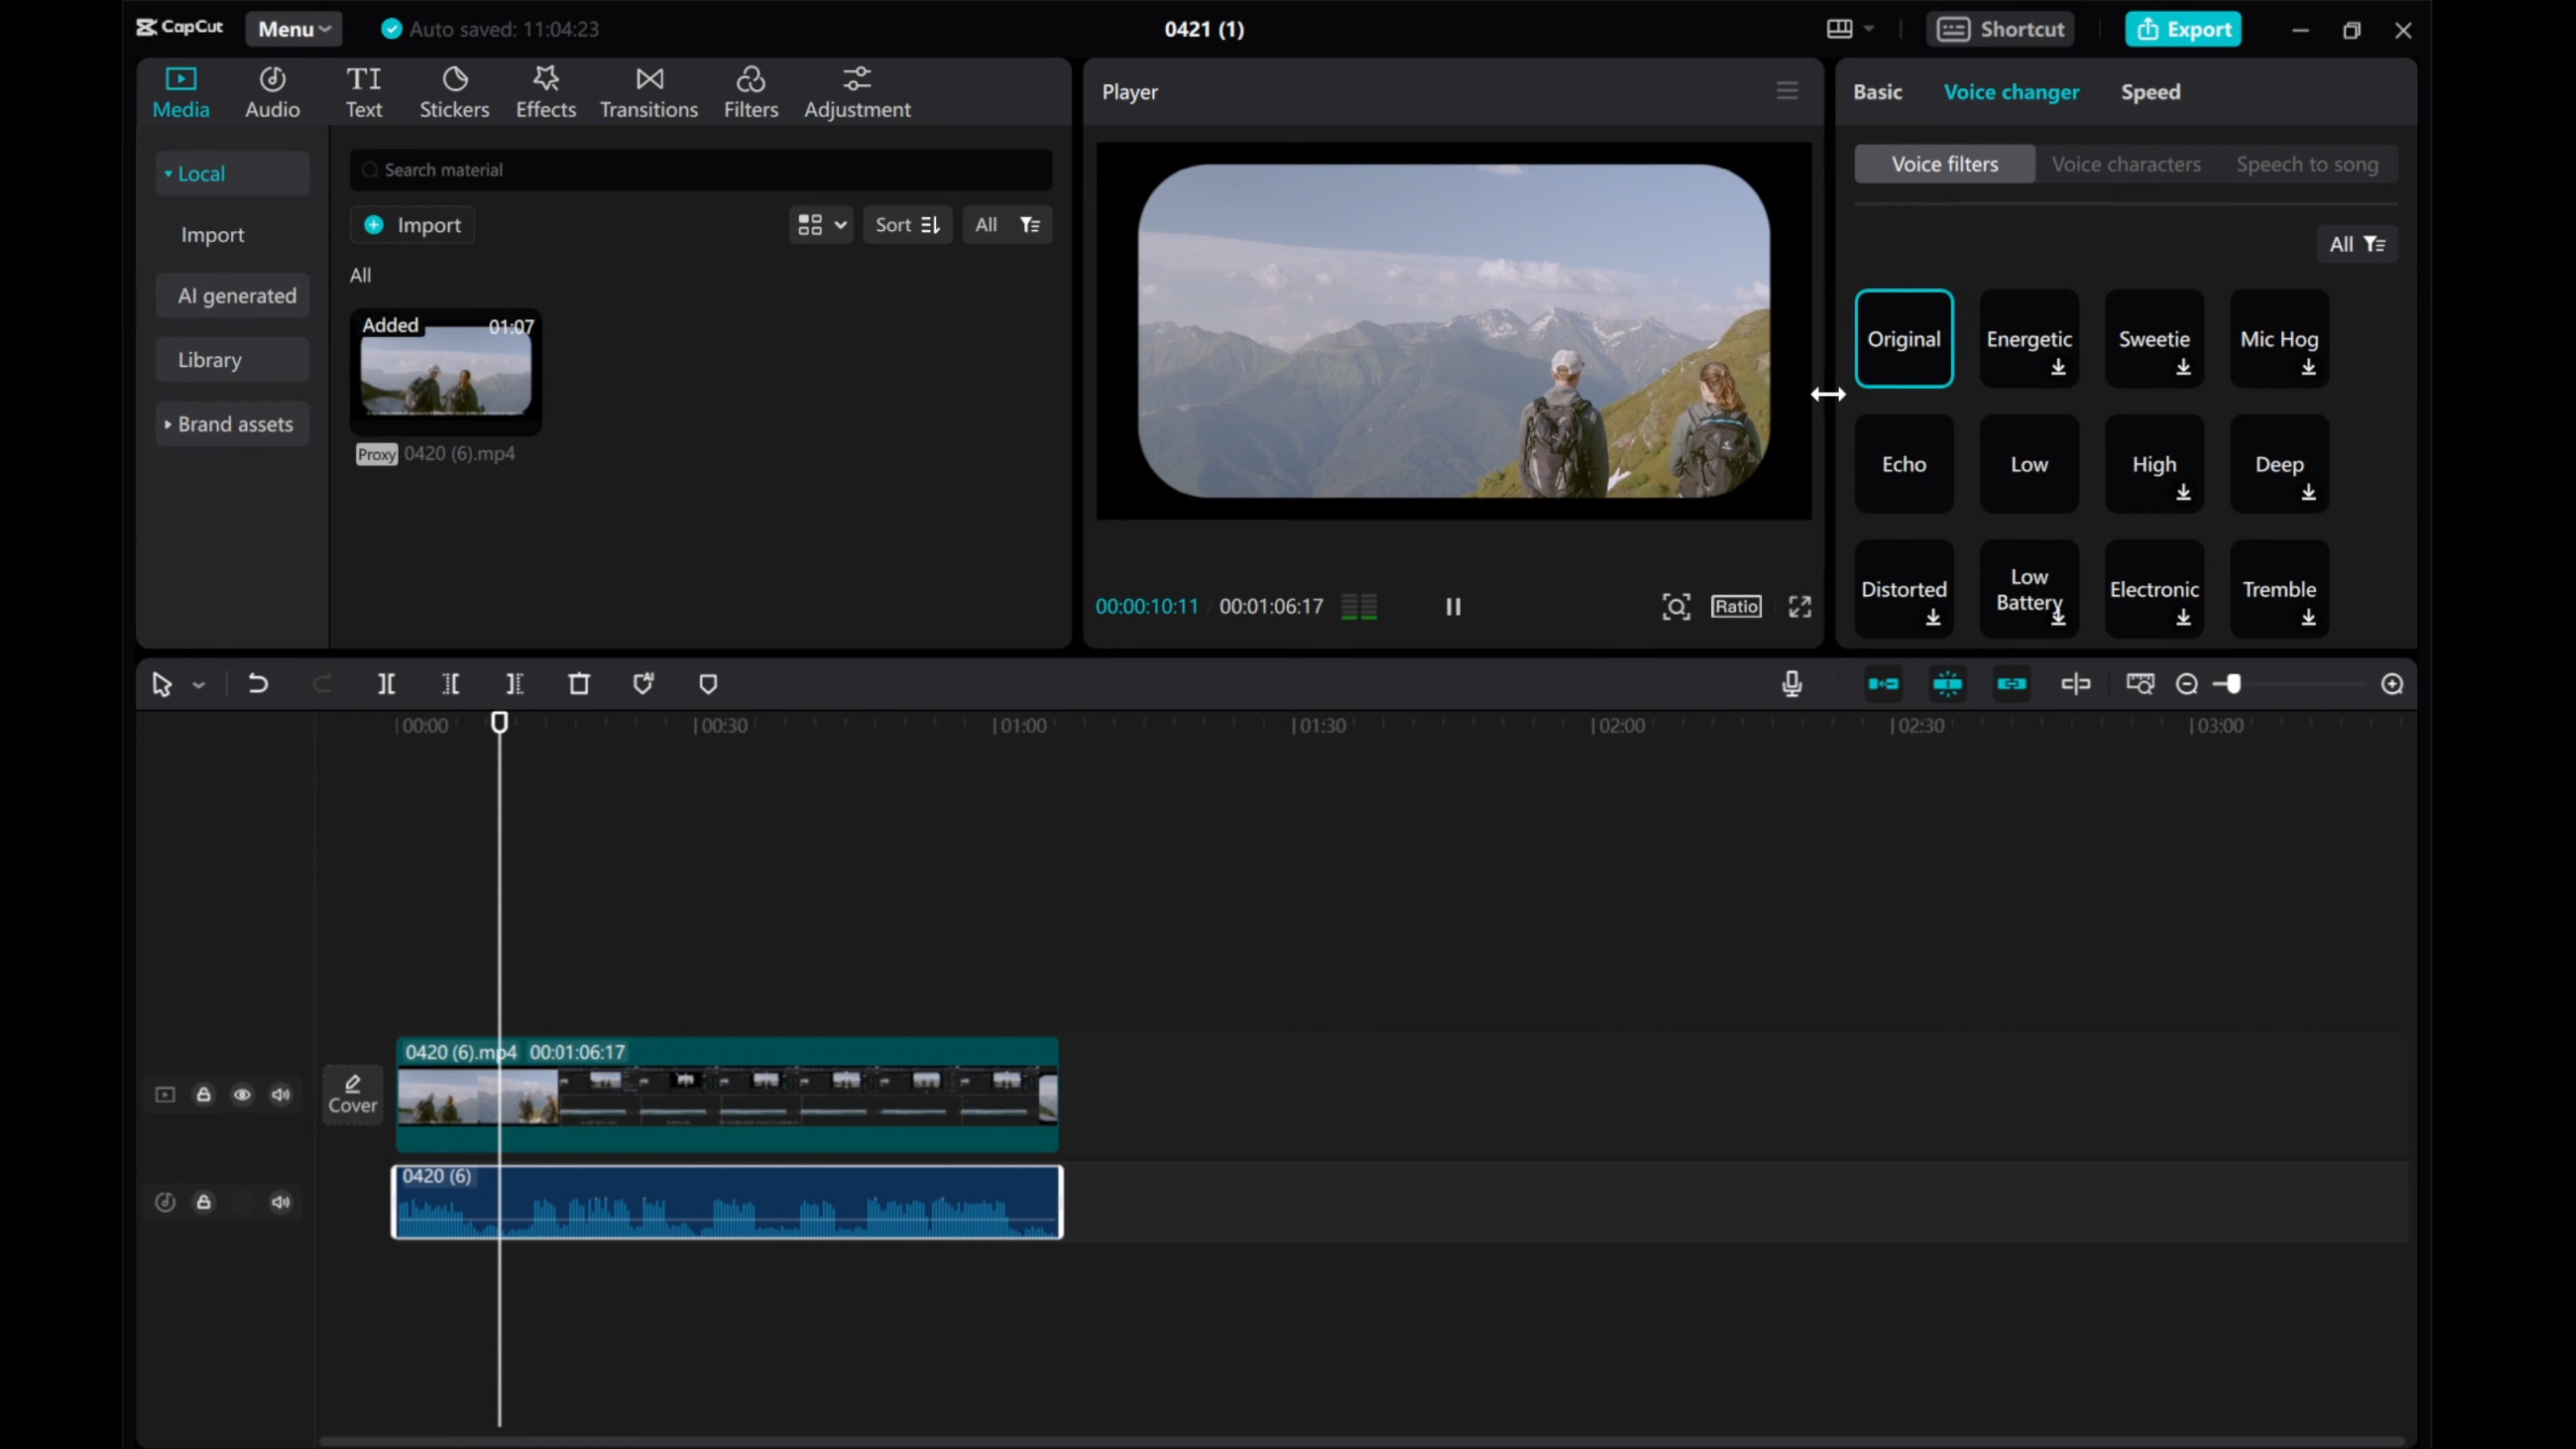 CapCut
Menu
Auto saved: 11:04:23
0421 (1)
Shortcut
Export
Media
Audio
TI
Text
Stickers
Effects
Transitions
Filters
Adjustment
Local
Import
AI generated
Library
Brand assets
Search material
Import
Sort
All
All
Added
01:07
Proxy
0420 (6).mp4
Player
00:00:10:11
00:01:06:17
Ratio
Basic
Voice changer
Speed
Voice filters
Voice characters
Speech to song
All
Original
Energetic
Sweetie
Mic Hog
Echo
Low
High
Deep
Distorted
Low
Battery
Electronic
Tremble
00:00
00:30
01:00
01:30
02:00
02:30
03:00
Cover
0420 (6).mp4 00:01:06:17
0420 (6)